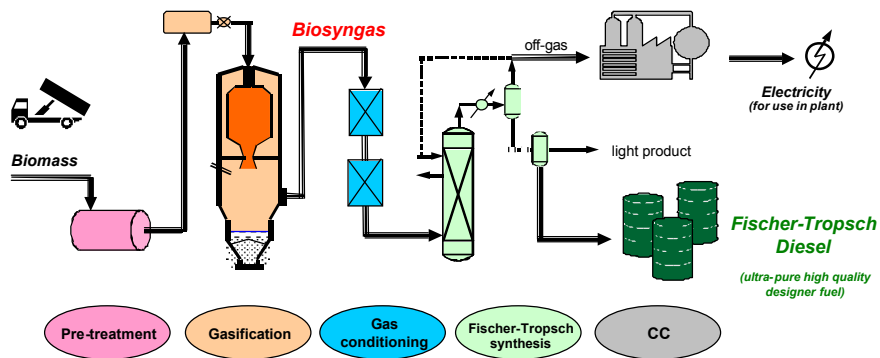 Biosyngas
off-gas
Electricity
(for use in plant)
Biomass
light product
Fischer-Tropsch
Diesel
(ultra-pure high quality
designer fuel)
Pre-treatment
Gasification
Gas
conditioning
Fischer-Tropsch
synthesis
CC